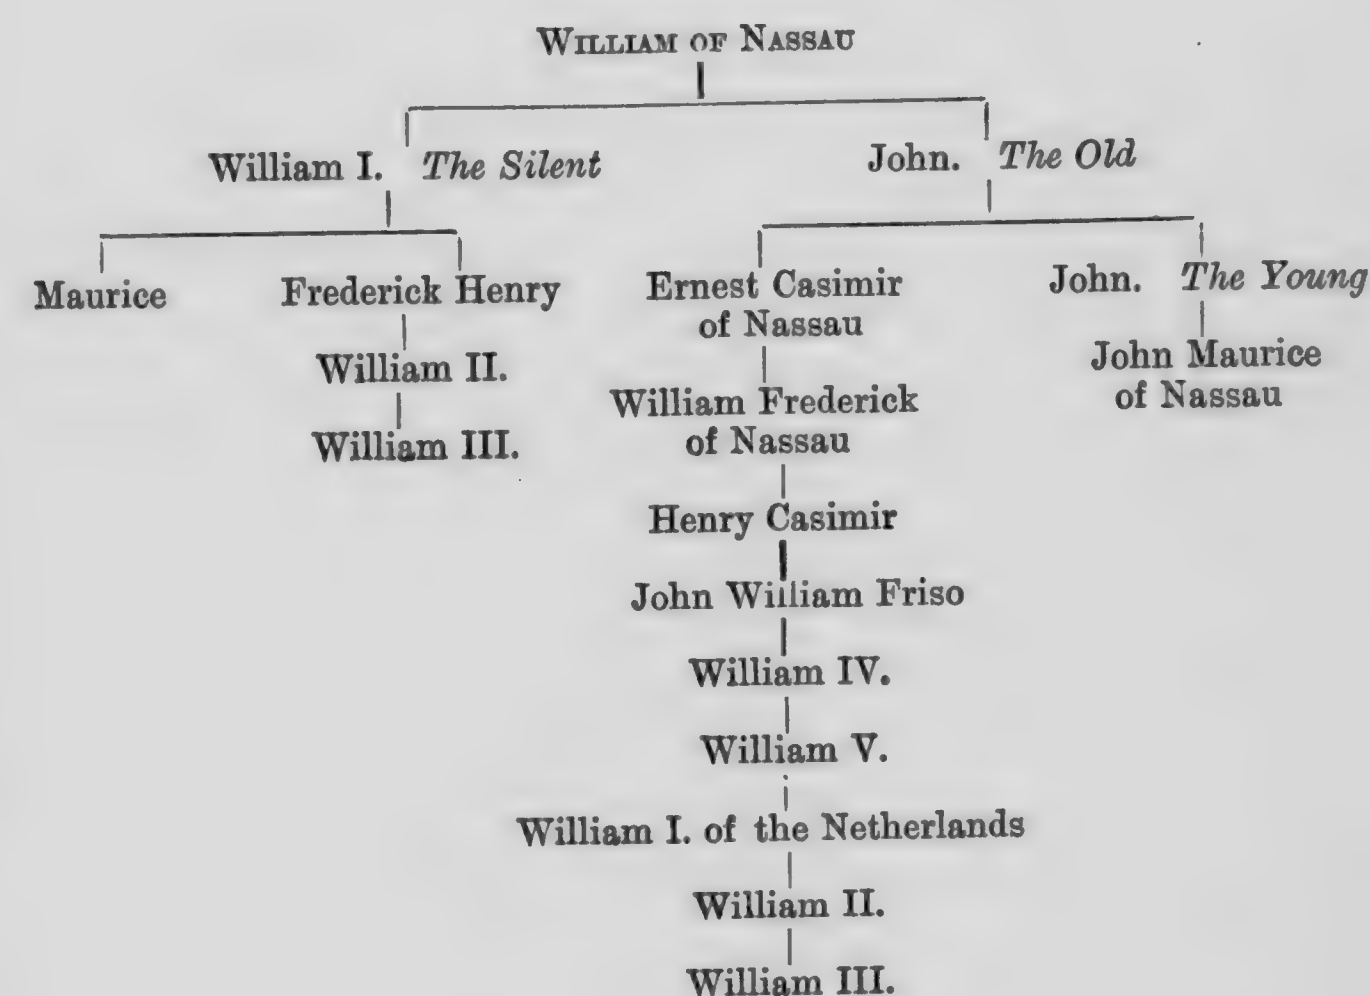 WILLIAM OF NASSAU
William I. The Silent
John. The Old
Maurice
Frederick Henry
Ernest Casimir
of Nassau
John. The Young
William II.
John Maurice
of Nassau
William III.
William Frederick
of Nassau
Henry Casimir
John William Friso
William IV.
William V.
William I. of the Netherlands
William II.
William III.